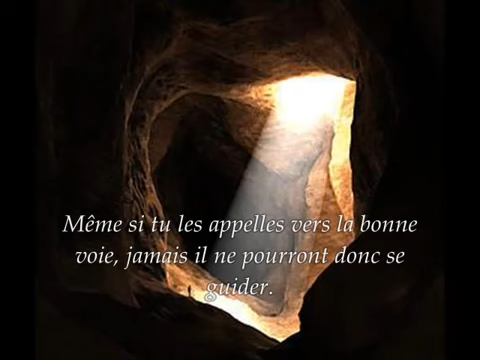 Même si tu les appelles vers la bonne
voie, jamais il ne pourront donc se
guider.